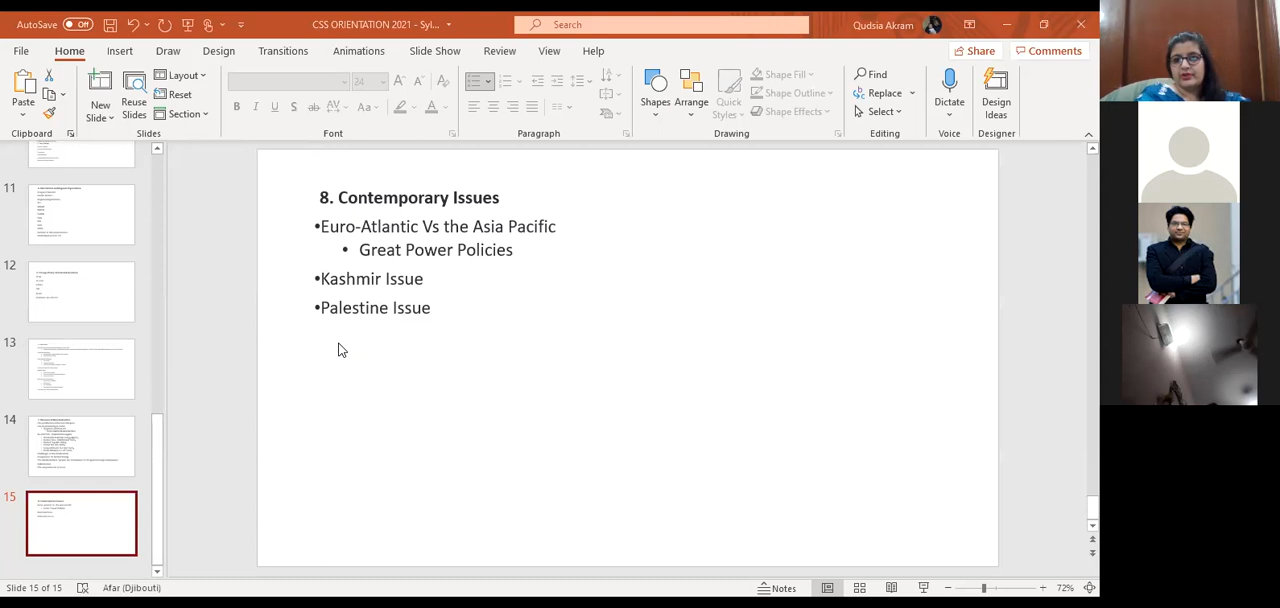 AutoSave Off CSS ORIENTATION 2021 - Syl... Search Qudsia Akram
File Home Insert Draw Design Transitions Animations Slide Show Review View Help Share Comments
Paste
New Slide
Reuse Slides
Layout
Reset
Section
24
B I U S ab AV Aa A
Shapes
Arrange
Quick Styles
Shape Fill
Shape Outline
Shape Effects
Find
Replace
Select
Dictate
Design Ideas
Clipboard Slides Font Paragraph Drawing Editing Voice Designer
11
12
13
14
15
8. Contemporary Issues
•Euro-Atlantic Vs the Asia Pacific
• Great Power Policies
•Kashmir Issue
•Palestine Issue
Slide 15 of 15 Afar (Djibouti) Notes 72%